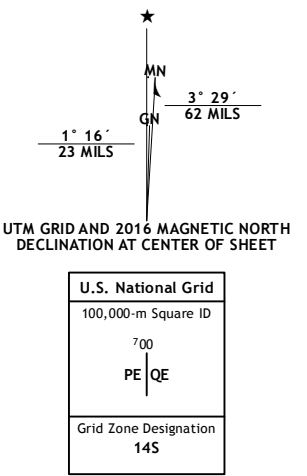 ★
MN
3° 29´
62 MILS
GN
1° 16´
23 MILS
UTM GRID AND 2016 MAGNETIC NORTH
DECLINATION AT CENTER OF SHEET
U.S. National Grid
100,000-m Square ID
⁷00
PE QE
Grid Zone Designation
14S